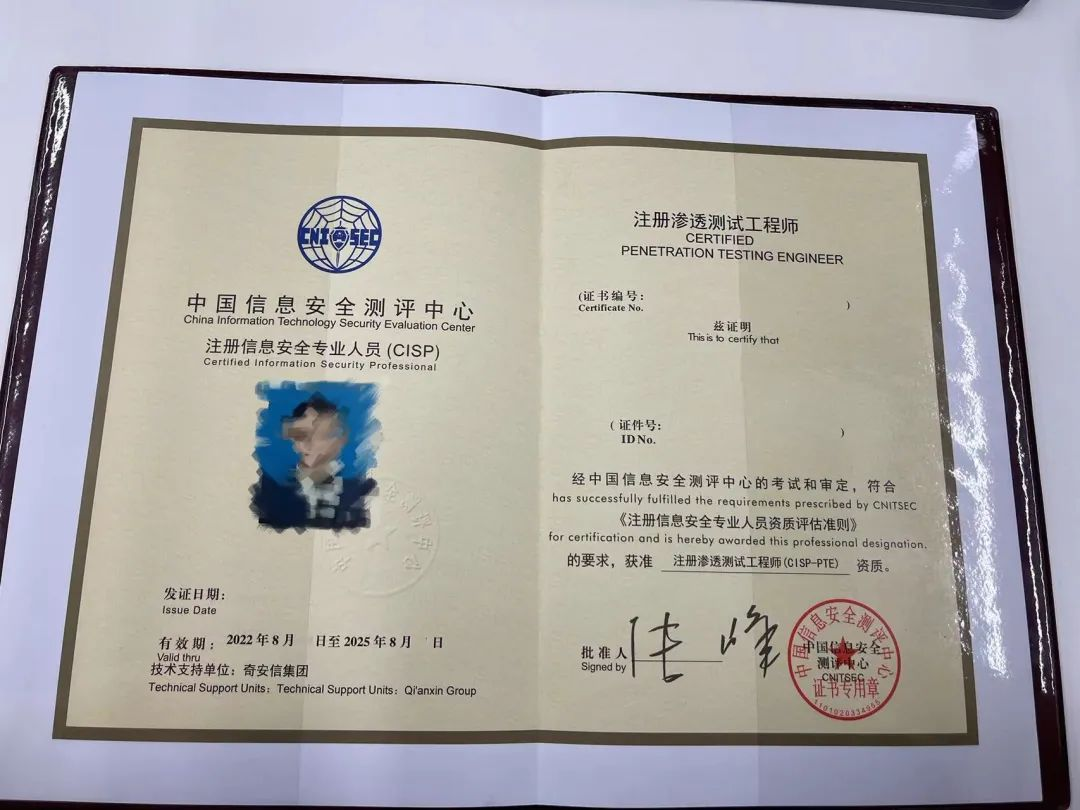 CNITSEC
中国信息安全测评中心
China Information Technology Security Evaluation Center
注册信息安全专业人员 (CISP)
Certified Information Security Professional
发证日期：
Issue Date
有效期： 2022年8月 日至2025年8月 日
Valid thru
技术支持单位：奇安信集团
Technical Support Units：Technical Support Units：Qi'anxin Group
注册渗透测试工程师
CERTIFIED
PENETRATION TESTING ENGINEER
(证书编号： )
Certificate No.
兹证明
This is to certify that
( 证件号： )
ID No.
经中国信息安全测评中心的考试和审定，符合
has successfully fulfilled the requirements prescribed by CNITSEC
《注册信息安全专业人员资质评估准则》
for certification and is hereby awarded this professional designation.
的要求，获准 注册渗透测试工程师(CISP-PTE) 资质。
批准人
Signed by
中国信息安全
测评中心
CNITSEC
中国信息安全测评中心
证书专用章